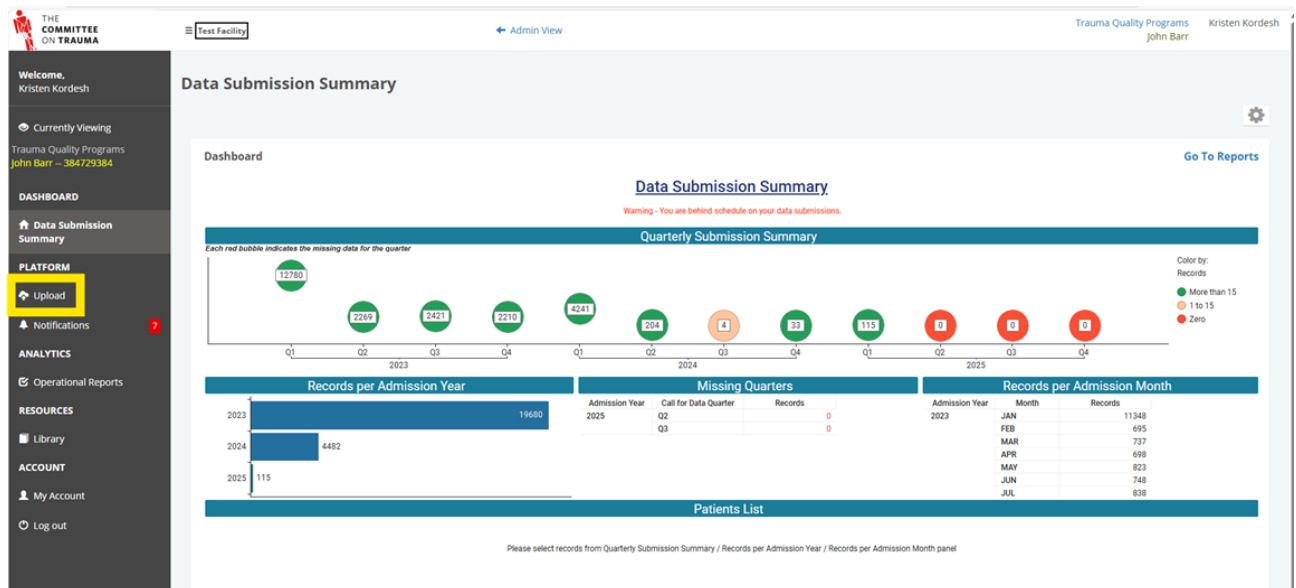 THE
COMMITTEE
ON TRAUMA
Test Facility
Admin View
Trauma Quality Programs
John Barr
Kristen Kordesh
Welcome,
Kristen Kordesh
Currently Viewing
Trauma Quality Programs
John Barr -- 384729384
DASHBOARD
Data Submission
Summary
PLATFORM
Upload
Notifications 7
ANALYTICS
Operational Reports
RESOURCES
Library
ACCOUNT
My Account
Log out
Data Submission Summary
Dashboard
Go To Reports
Data Submission Summary
Warning - You are behind schedule on your data submissions.
Quarterly Submission Summary
Each red bubble indicates the missing data for the quarter
12780 2269 2421 2210 4241 204 4 33 115 0 0 0
Q1 Q2 Q3 Q4 Q1 Q2 Q3 Q4 Q1 Q2 Q3 Q4
2023 2024 2025
Color by:
Records
More than 15
1 to 15
Zero
Records per Admission Year
2023 19680
2024 4482
2025 115
Missing Quarters
Admission Year Call for Data Quarter Records
2025 Q2 0
Q3 0
Records per Admission Month
Admission Year Month Records
2023 JAN 11348
FEB 695
MAR 737
APR 698
MAY 823
JUN 748
JUL 838
Patients List
Please select records from Quarterly Submission Summary / Records per Admission Year / Records per Admission Month panel